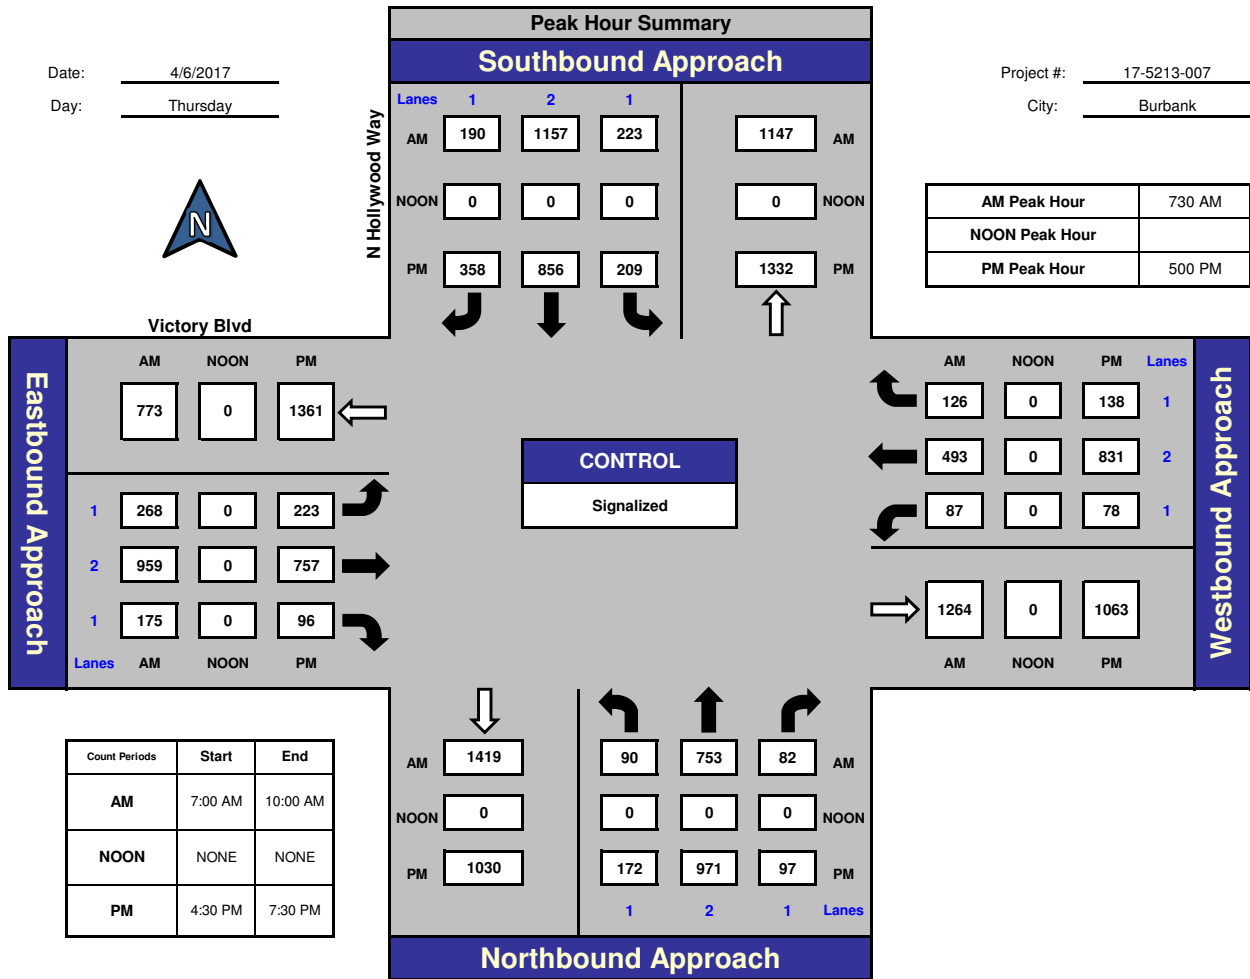 Peak Hour Summary
Southbound Approach
Date: 4/6/2017
Day: Thursday
Project #: 17-5213-007
City: Burbank
N
N Hollywood Way
Lanes 1 2 1
AM 190 1157 223 1147 AM
NOON 0 0 0 0 NOON
PM 358 856 209 1332 PM
AM Peak Hour 730 AM
NOON Peak Hour
PM Peak Hour 500 PM
Victory Blvd
Eastbound Approach
AM NOON PM
773 0 1361
1 268 0 223
2 959 0 757
1 175 0 96
Lanes AM NOON PM
CONTROL
Signalized
AM NOON PM Lanes
126 0 138 1
493 0 831 2
87 0 78 1
1264 0 1063
AM NOON PM
Westbound Approach
Count Periods Start End
AM 7:00 AM 10:00 AM
NOON NONE NONE
PM 4:30 PM 7:30 PM
AM 1419 90 753 82 AM
NOON 0 0 0 0 NOON
PM 1030 172 971 97 PM
1 2 1 Lanes
Northbound Approach